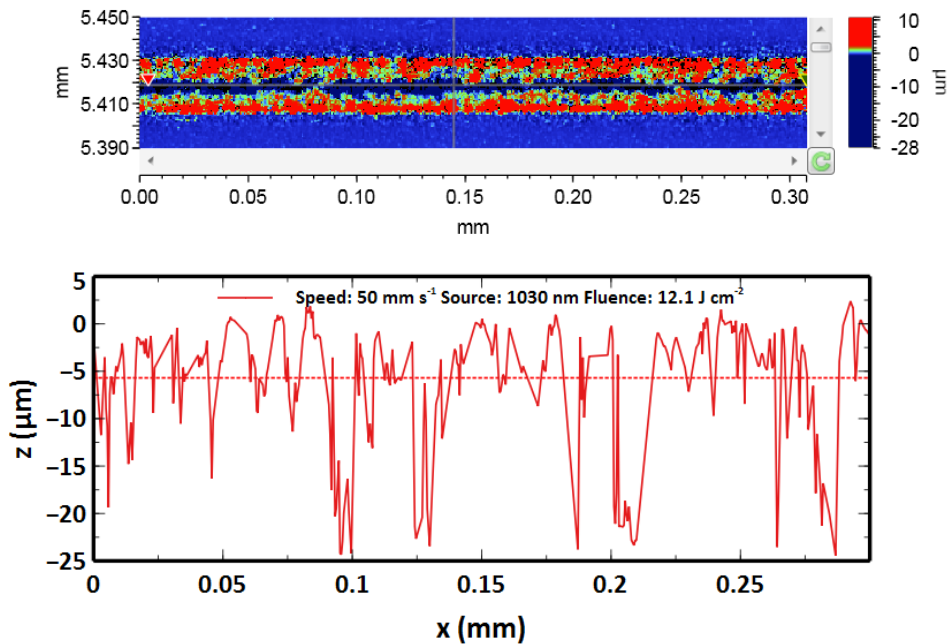 5.450
5.430
5.410
5.390
mm
0.00 0.05 0.10 0.15 0.20 0.25 0.30
mm
10
0
-10
-20
-28
µm
Speed: 50 mm s⁻¹ Source: 1030 nm Fluence: 12.1 J cm⁻²
5
0
−5
−10
−15
−20
−25
z (µm)
0 0.05 0.1 0.15 0.2 0.25
x (mm)